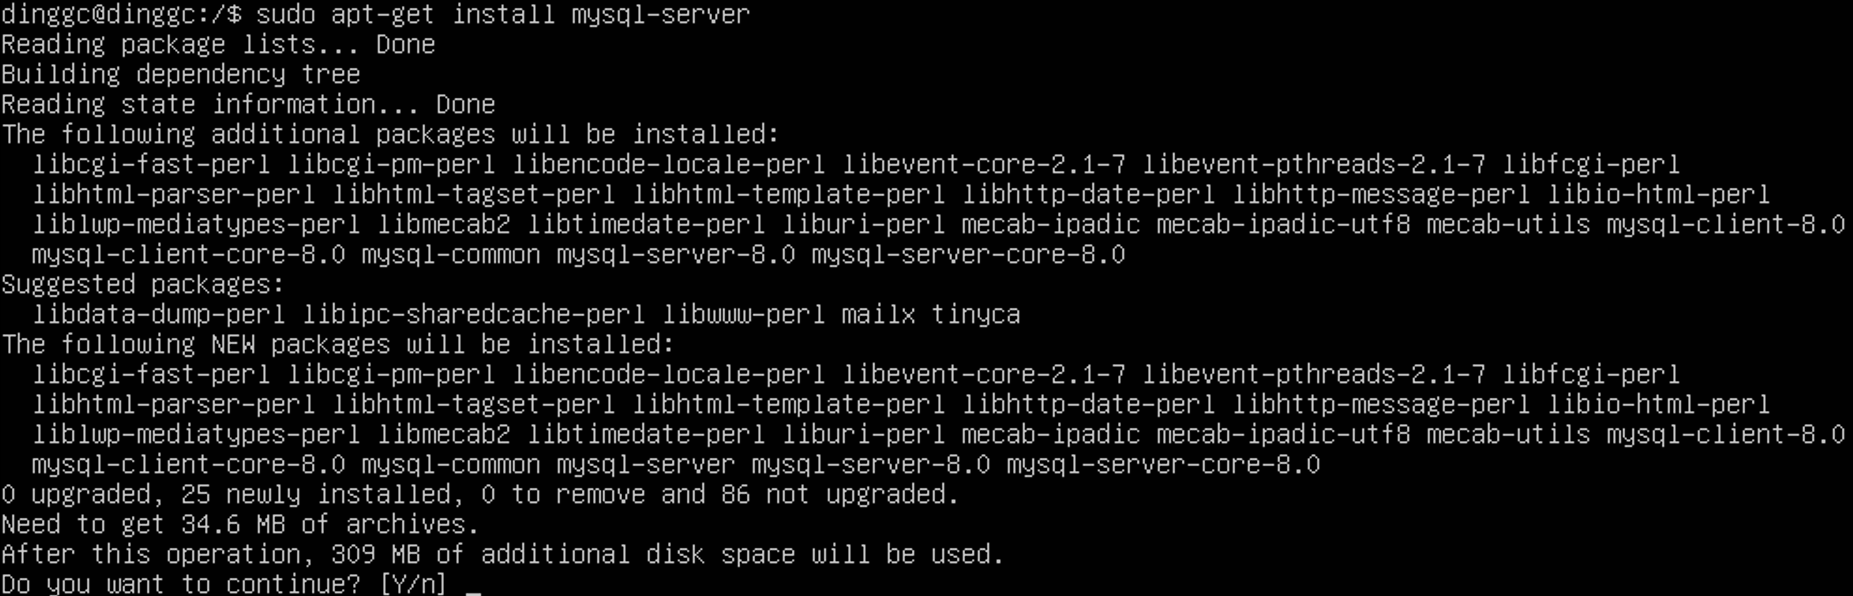 dinggc@dinggc:/$ sudo apt-get install mysql-server
Reading package lists... Done
Building dependency tree
Reading state information... Done
The following additional packages will be installed:
  libcgi-fast-perl libcgi-pm-perl libencode-locale-perl libevent-core-2.1-7 libevent-pthreads-2.1-7 libfcgi-perl
  libhtml-parser-perl libhtml-tagset-perl libhtml-template-perl libhttp-date-perl libhttp-message-perl libio-html-perl
  liblwp-mediatypes-perl libmecab2 libtimedate-perl liburi-perl mecab-ipadic mecab-ipadic-utf8 mecab-utils mysql-client-8.0
  mysql-client-core-8.0 mysql-common mysql-server-8.0 mysql-server-core-8.0
Suggested packages:
  libdata-dump-perl libipc-sharedcache-perl libwww-perl mailx tinyca
The following NEW packages will be installed:
  libcgi-fast-perl libcgi-pm-perl libencode-locale-perl libevent-core-2.1-7 libevent-pthreads-2.1-7 libfcgi-perl
  libhtml-parser-perl libhtml-tagset-perl libhtml-template-perl libhttp-date-perl libhttp-message-perl libio-html-perl
  liblwp-mediatypes-perl libmecab2 libtimedate-perl liburi-perl mecab-ipadic mecab-ipadic-utf8 mecab-utils mysql-client-8.0
  mysql-client-core-8.0 mysql-common mysql-server mysql-server-8.0 mysql-server-core-8.0
0 upgraded, 25 newly installed, 0 to remove and 86 not upgraded.
Need to get 34.6 MB of archives.
After this operation, 309 MB of additional disk space will be used.
Do you want to continue? [Y/n] _